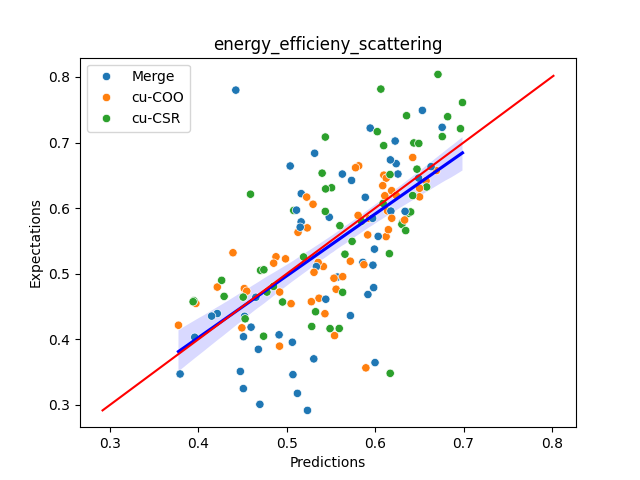 energy_efficieny_scattering
Merge
cu-COO
cu-CSR
Expectations
0.8
0.7
0.6
0.5
0.4
0.3
0.3 0.4 0.5 0.6 0.7 0.8
Predictions